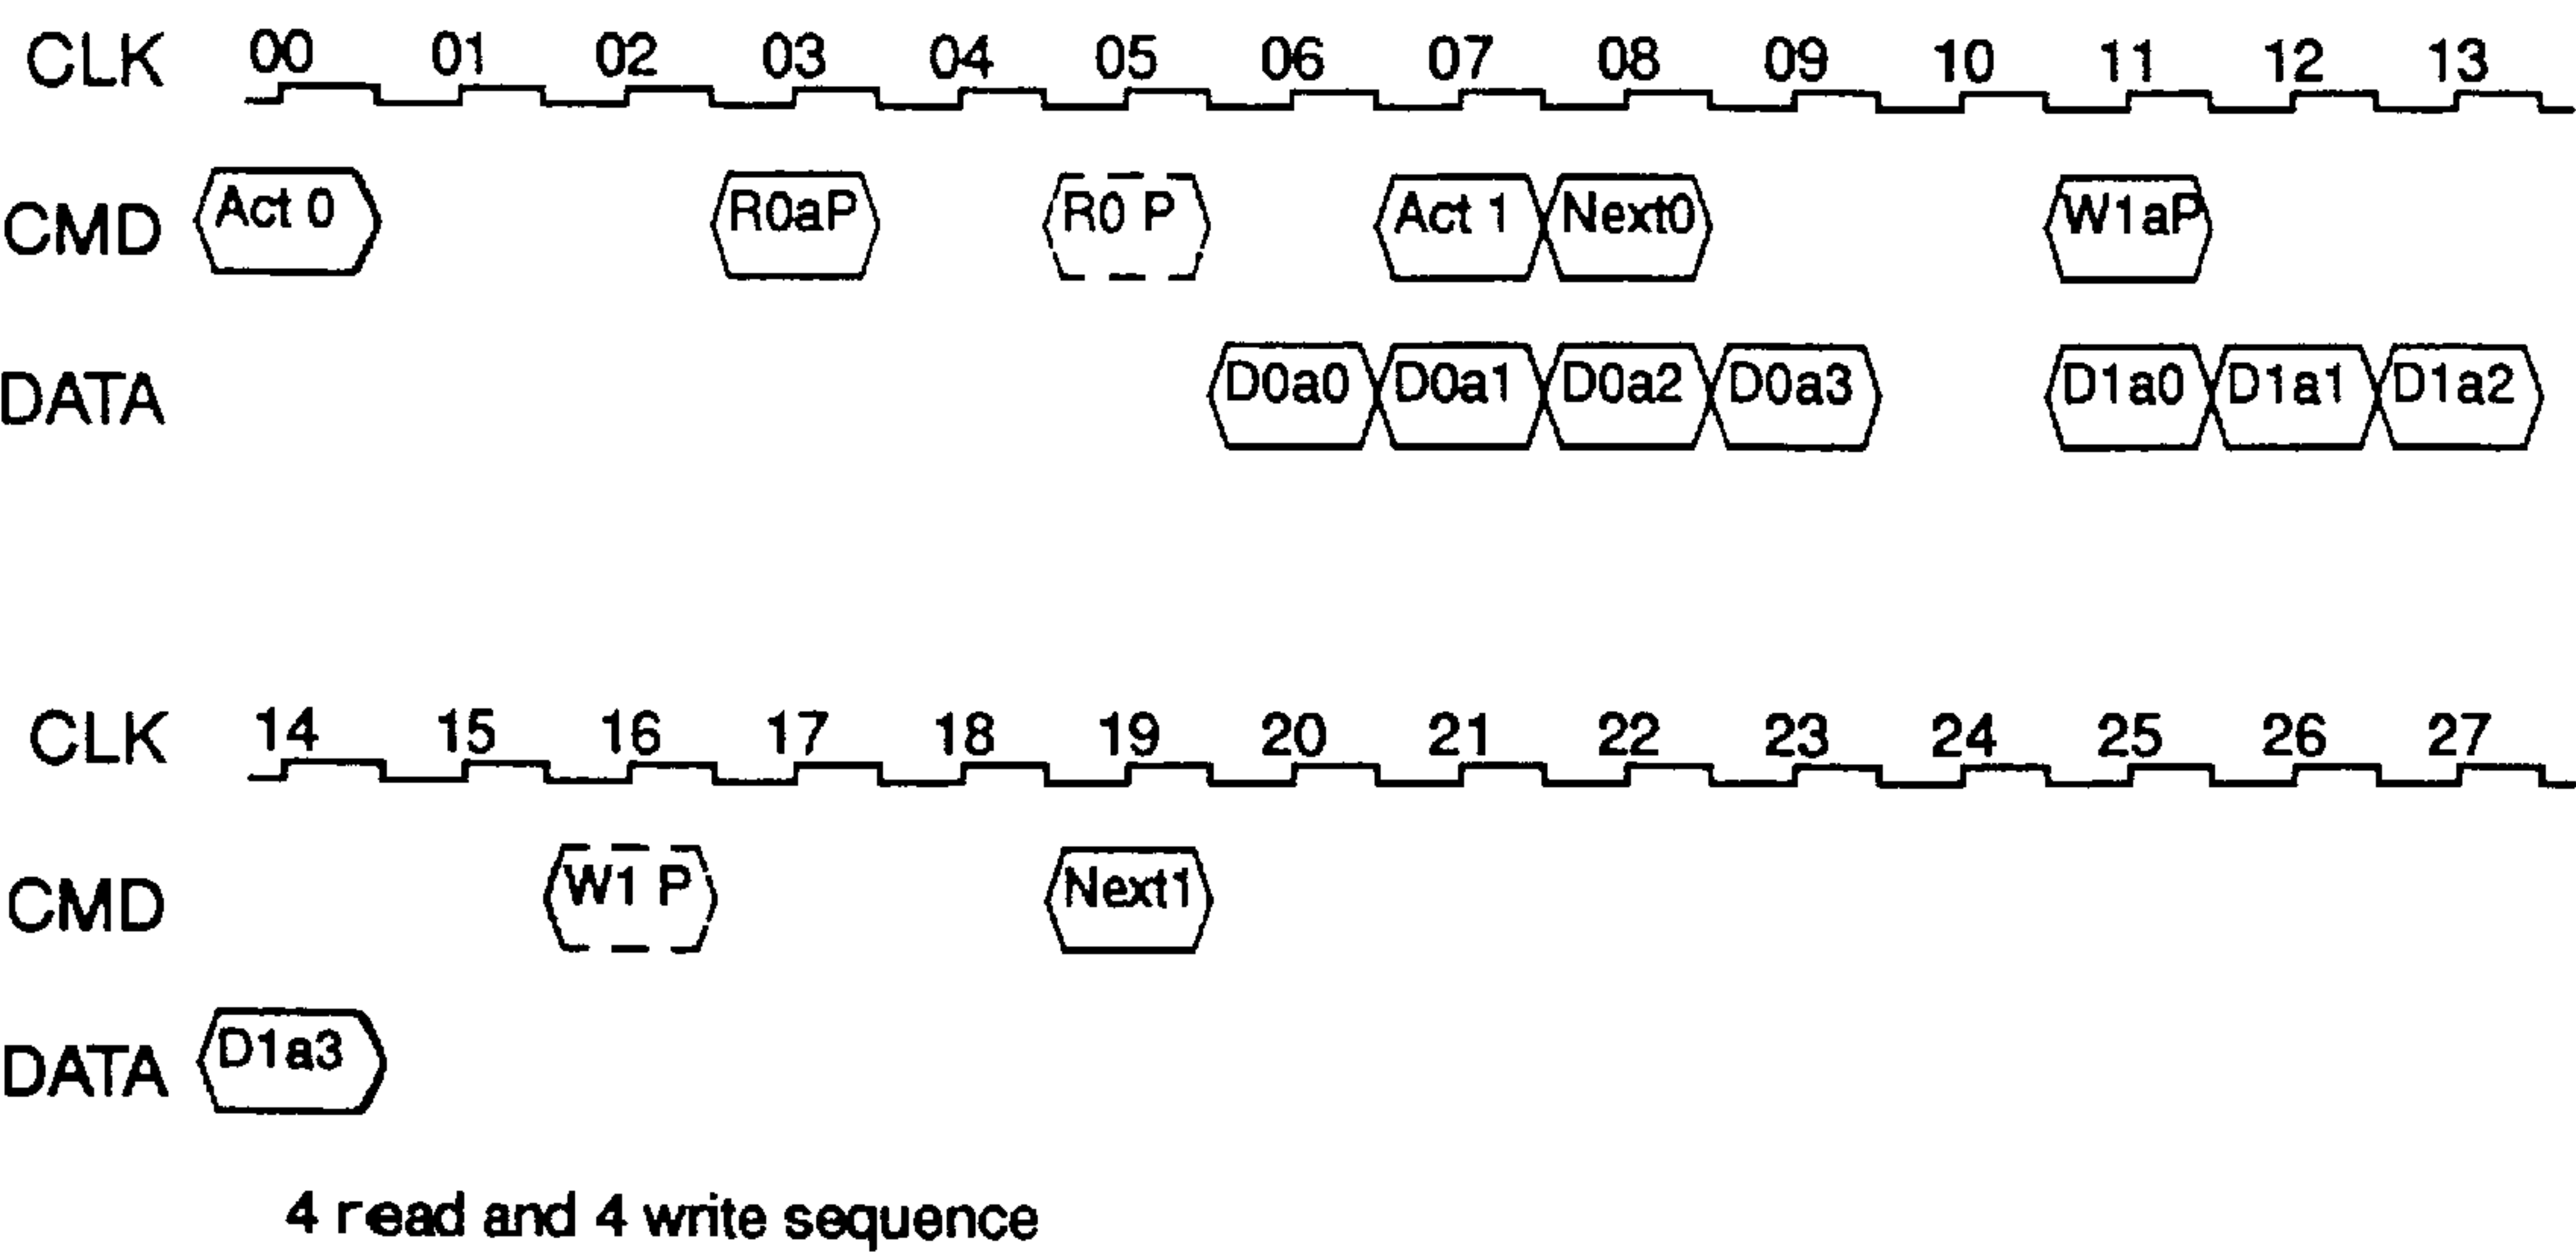 CLK 00 01 02 03 04 05 06 07 08 09 10 11 12 13
CMD Act 0 R0aP R0 P Act 1 Next0 W1aP
DATA D0a0 D0a1 D0a2 D0a3 D1a0 D1a1 D1a2
CLK 14 15 16 17 18 19 20 21 22 23 24 25 26 27
CMD W1 P Next1
DATA D1a3
4 read and 4 write sequence